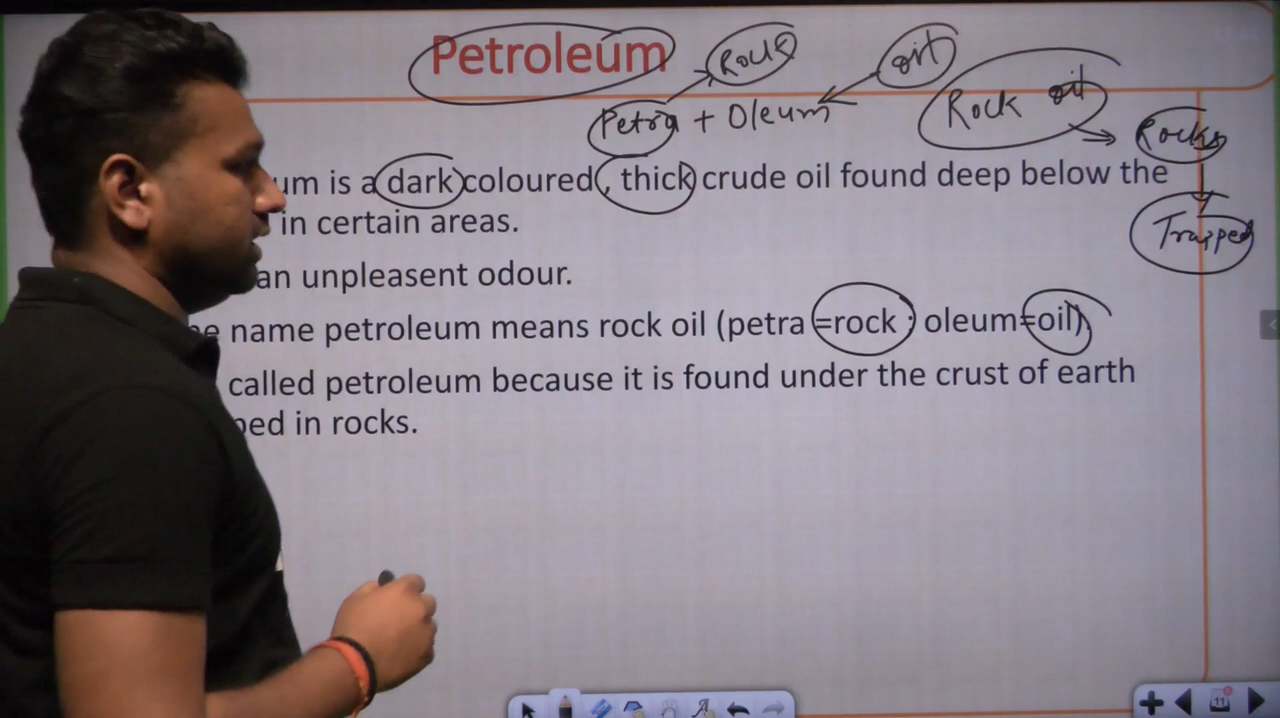 Petroleum
Rock
oil
Petra + Oleum
Rock oil
Rocks
Trapped
um is a dark coloured, thick crude oil found deep below the
in certain areas.
an unpleasent odour.
e name petroleum means rock oil (petra =rock ; oleum=oil)
called petroleum because it is found under the crust of earth
ped in rocks.
11